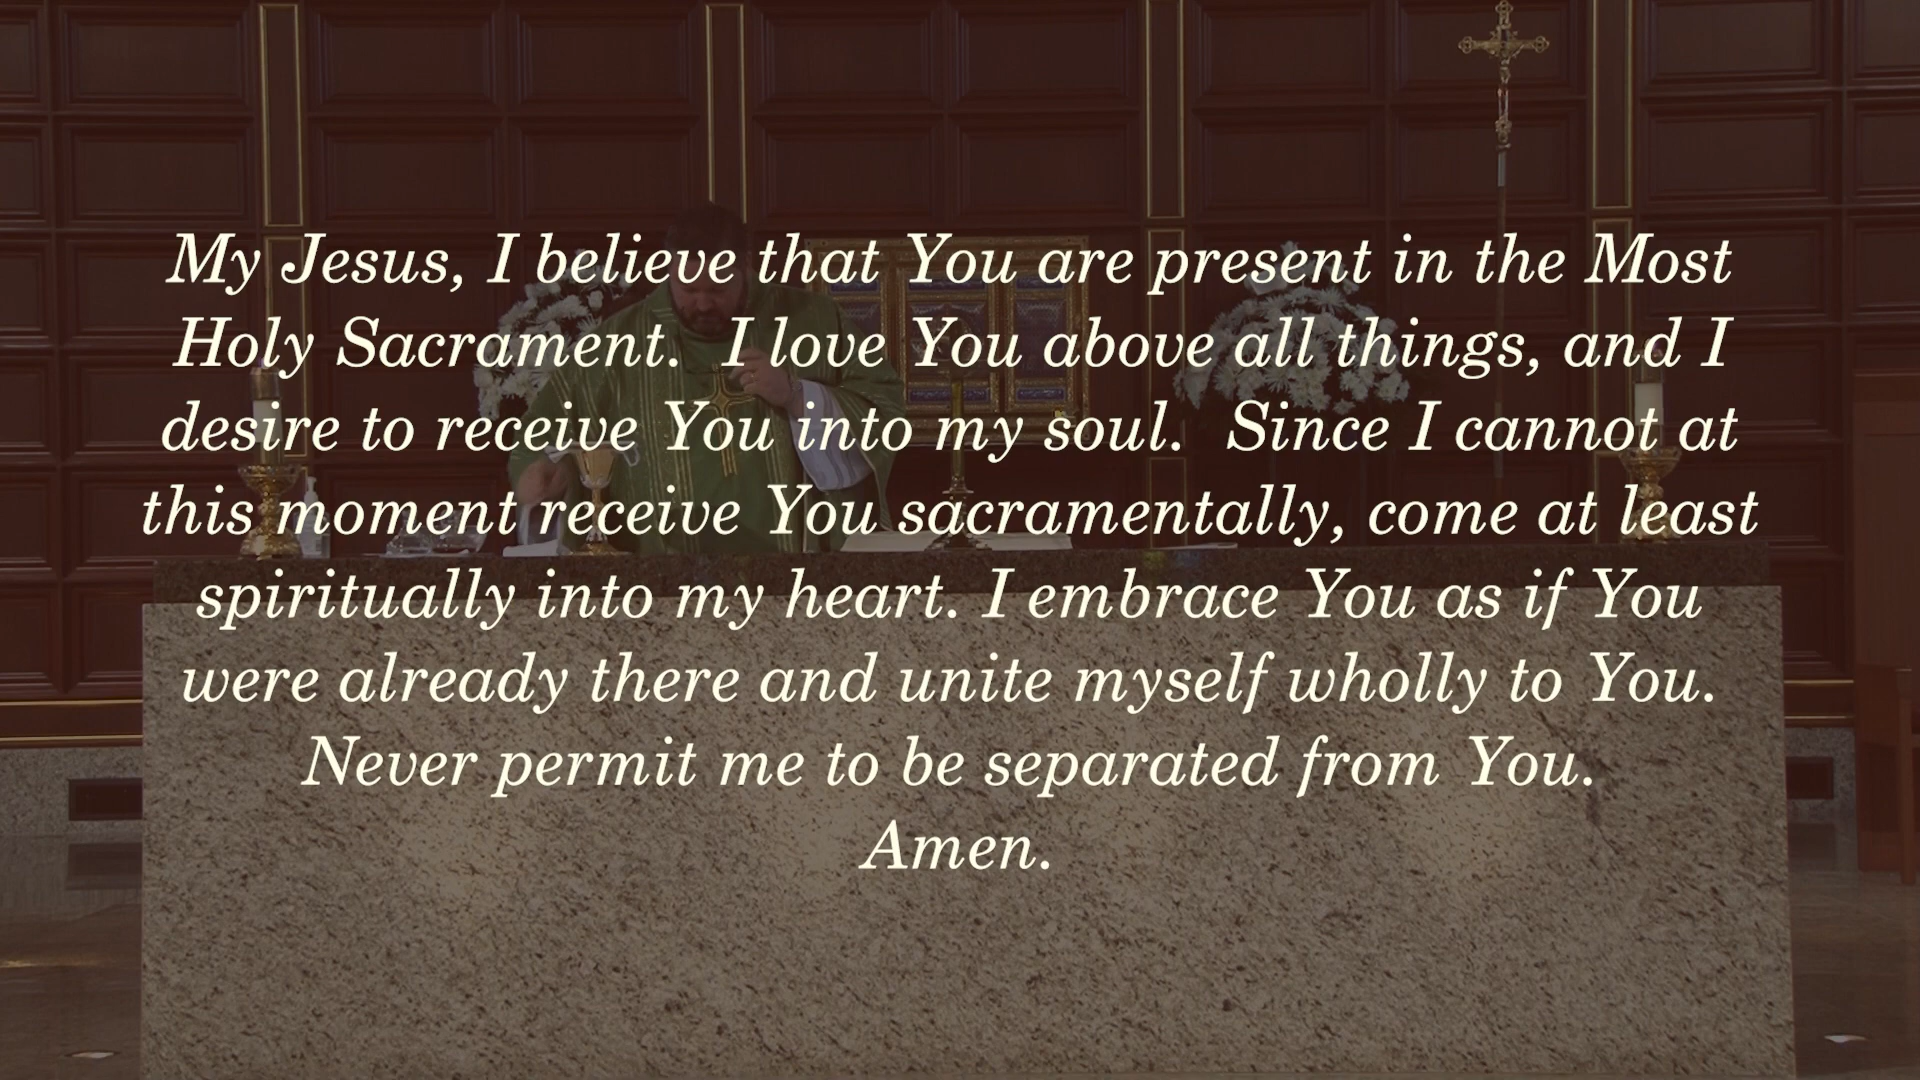 My Jesus, I believe that You are present in the Most
Holy Sacrament.  I love You above all things, and I
desire to receive You into my soul.  Since I cannot at
this moment receive You sacramentally, come at least
spiritually into my heart. I embrace You as if You
were already there and unite myself wholly to You.
Never permit me to be separated from You.
Amen.